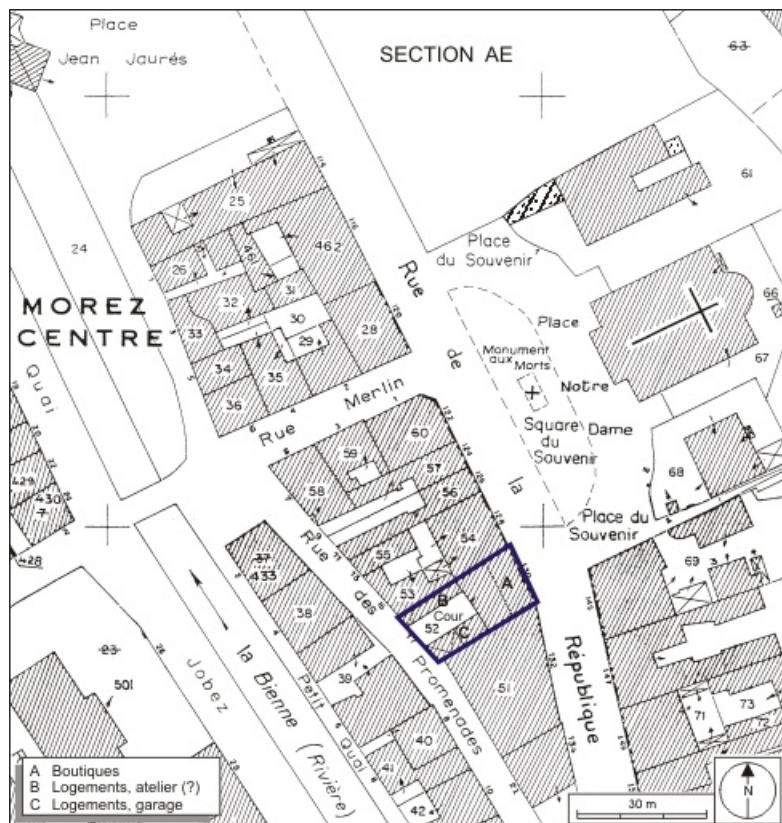 Place
Jean Jaurés
SECTION AE
63
61
24
25
462
461
26
32
31
30
29
28
33
34
35
36
MOREZ
CENTRE
Quai
Rue
de
la
République
Place
du Souvenir
Place
Notre
Dame
Monument
aux
Morts
Square
du
Souvenir
66
67
68
Place du
Souvenir
69
Rue Merlin
60
59
58
57
56
55
54
53
52
Cour
A
B
C
51
Rue
des
Promenades
429
430
428
37
433
38
39
40
41
42
Petit
Quai
la Bienne
(Rivière)
Jobez
23
501
71
73
72
A Boutiques
B Logements, atelier (?)
C Logements, garage
30 m
N